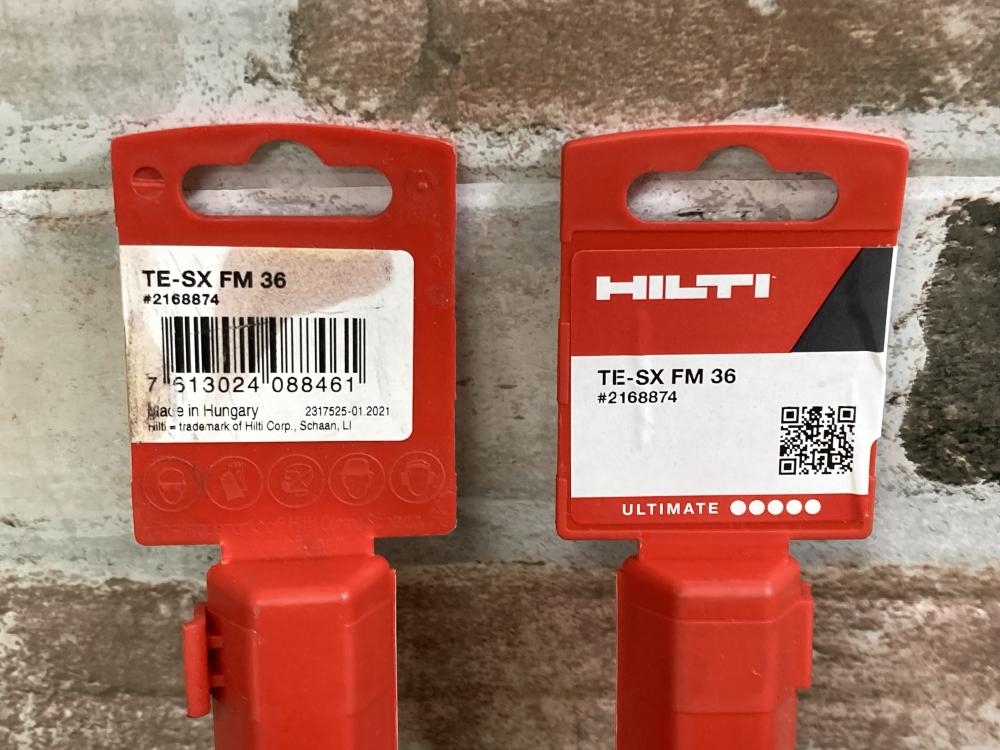 TE-SX FM 36
#2168874
7 613024 088461
Made in Hungary 2317525-01.2021
Hilti = trademark of Hilti Corp., Schaan, LI
HILTI
TE-SX FM 36
#2168874
ULTIMATE